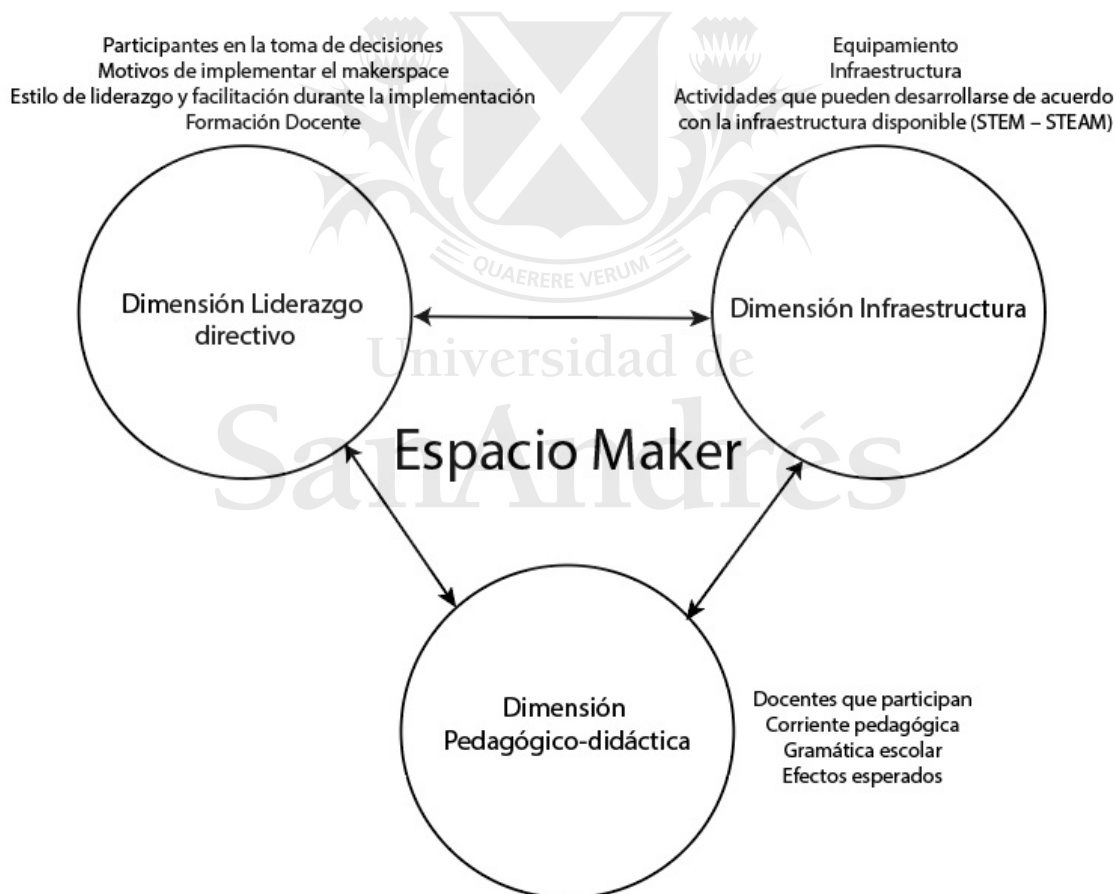 Participantes en la toma de decisiones
Motivos de implementar el makerspace
Estilo de liderazgo y facilitación durante la implementación
Formación Docente
Equipamiento
Infraestructura
Actividades que pueden desarrollarse de acuerdo
con la infraestructura disponible (STEM – STEAM)
QUAERERE VERUM
Dimensión Liderazgo
directivo
Dimensión Infraestructura
Universidad de
SanAndrés
Espacio Maker
Dimensión
Pedagógico-didáctica
Docentes que participan
Corriente pedagógica
Gramática escolar
Efectos esperados